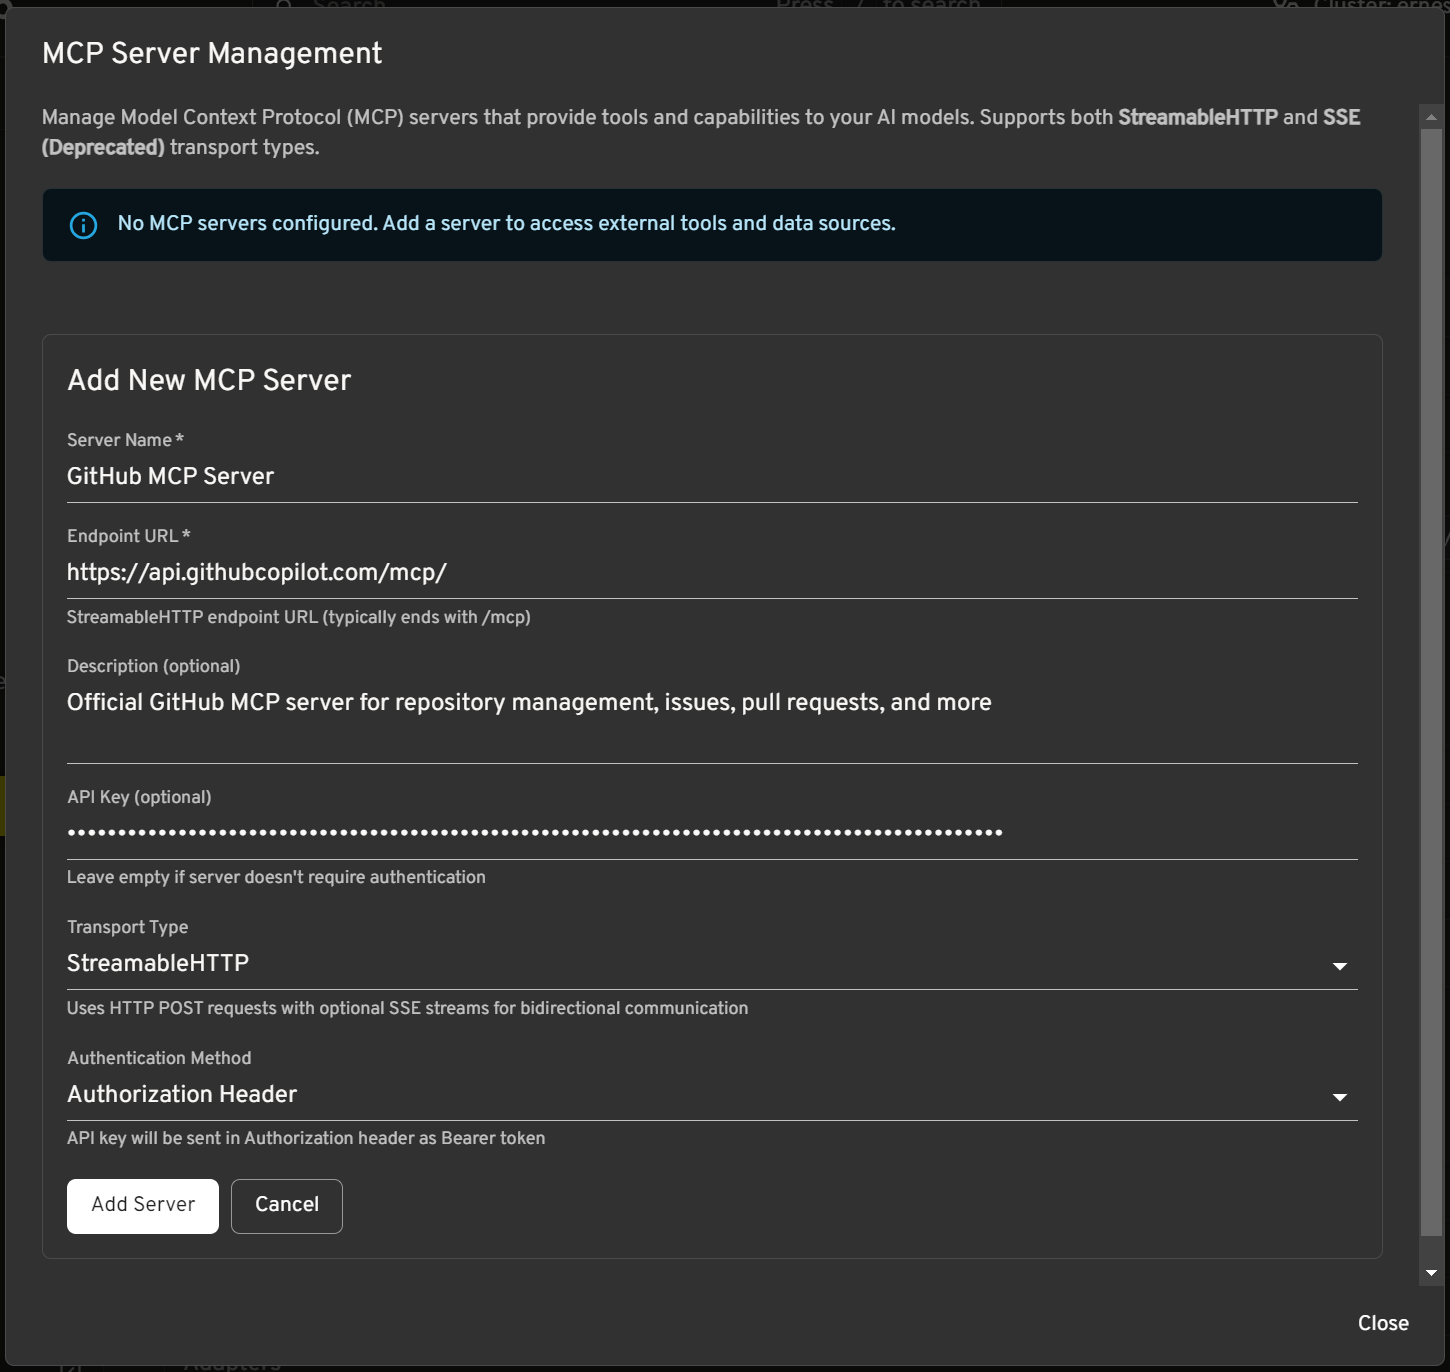 Search
Press / to search
Cluster:
MCP Server Management
Manage Model Context Protocol (MCP) servers that provide tools and capabilities to your AI models. Supports both StreamableHTTP and SSE
(Deprecated) transport types.
No MCP servers configured. Add a server to access external tools and data sources.
Add New MCP Server
Server Name *
GitHub MCP Server
Endpoint URL *
https://api.githubcopilot.com/mcp/
StreamableHTTP endpoint URL (typically ends with /mcp)
Description (optional)
Official GitHub MCP server for repository management, issues, pull requests, and more
API Key (optional)
Leave empty if server doesn't require authentication
Transport Type
StreamableHTTP
Uses HTTP POST requests with optional SSE streams for bidirectional communication
Authentication Method
Authorization Header
API key will be sent in Authorization header as Bearer token
Add Server
Cancel
Close
Adapters